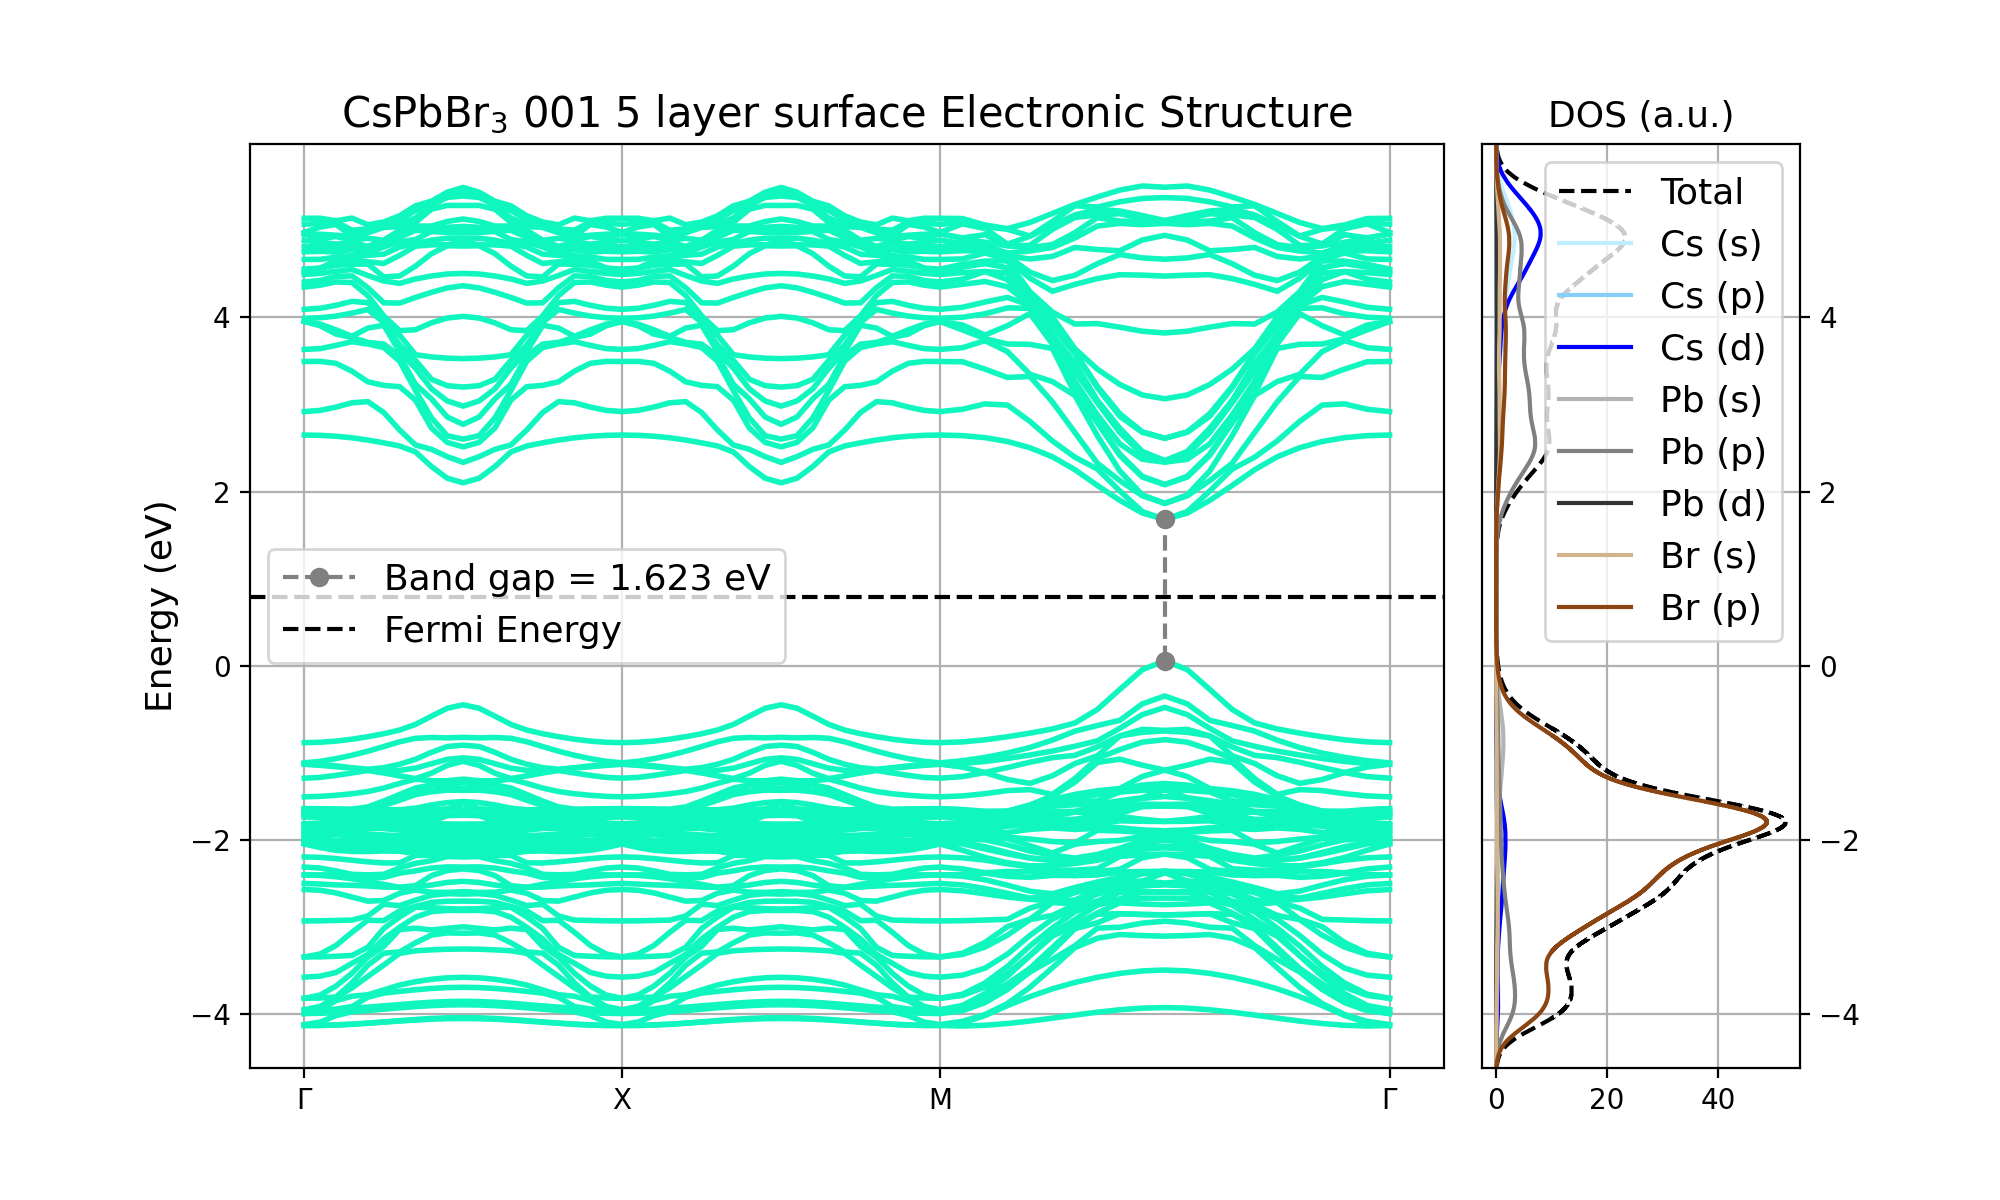 CsPbBr₃ 001 5 layer surface Electronic Structure
DOS (a.u.)
Energy (eV)
4
2
0
−2
−4
Band gap = 1.623 eV
Fermi Energy
Γ
X
M
Γ
Total
Cs (s)
Cs (p)
Cs (d)
Pb (s)
Pb (p)
Pb (d)
Br (s)
Br (p)
4
2
0
−2
−4
0
20
40